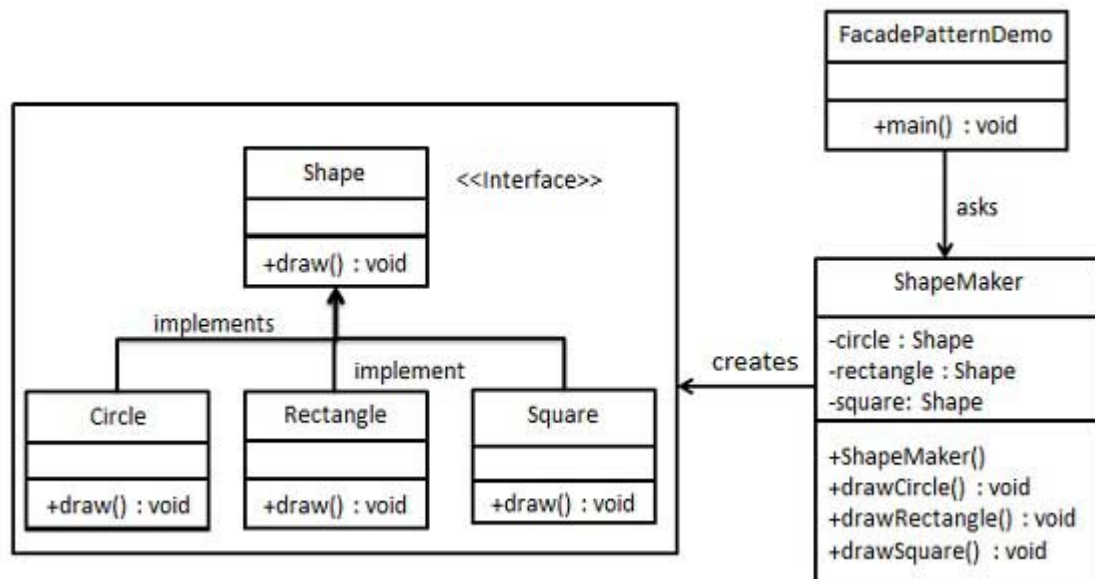 FacadePatternDemo
+main() : void
asks
Shape
<<Interface>>
+draw() : void
implements
implement
Circle
+draw() : void
Rectangle
+draw() : void
Square
+draw() : void
creates
ShapeMaker
-circle : Shape
-rectangle : Shape
-square: Shape
+ShapeMaker()
+drawCircle() : void
+drawRectangle() : void
+drawSquare() : void